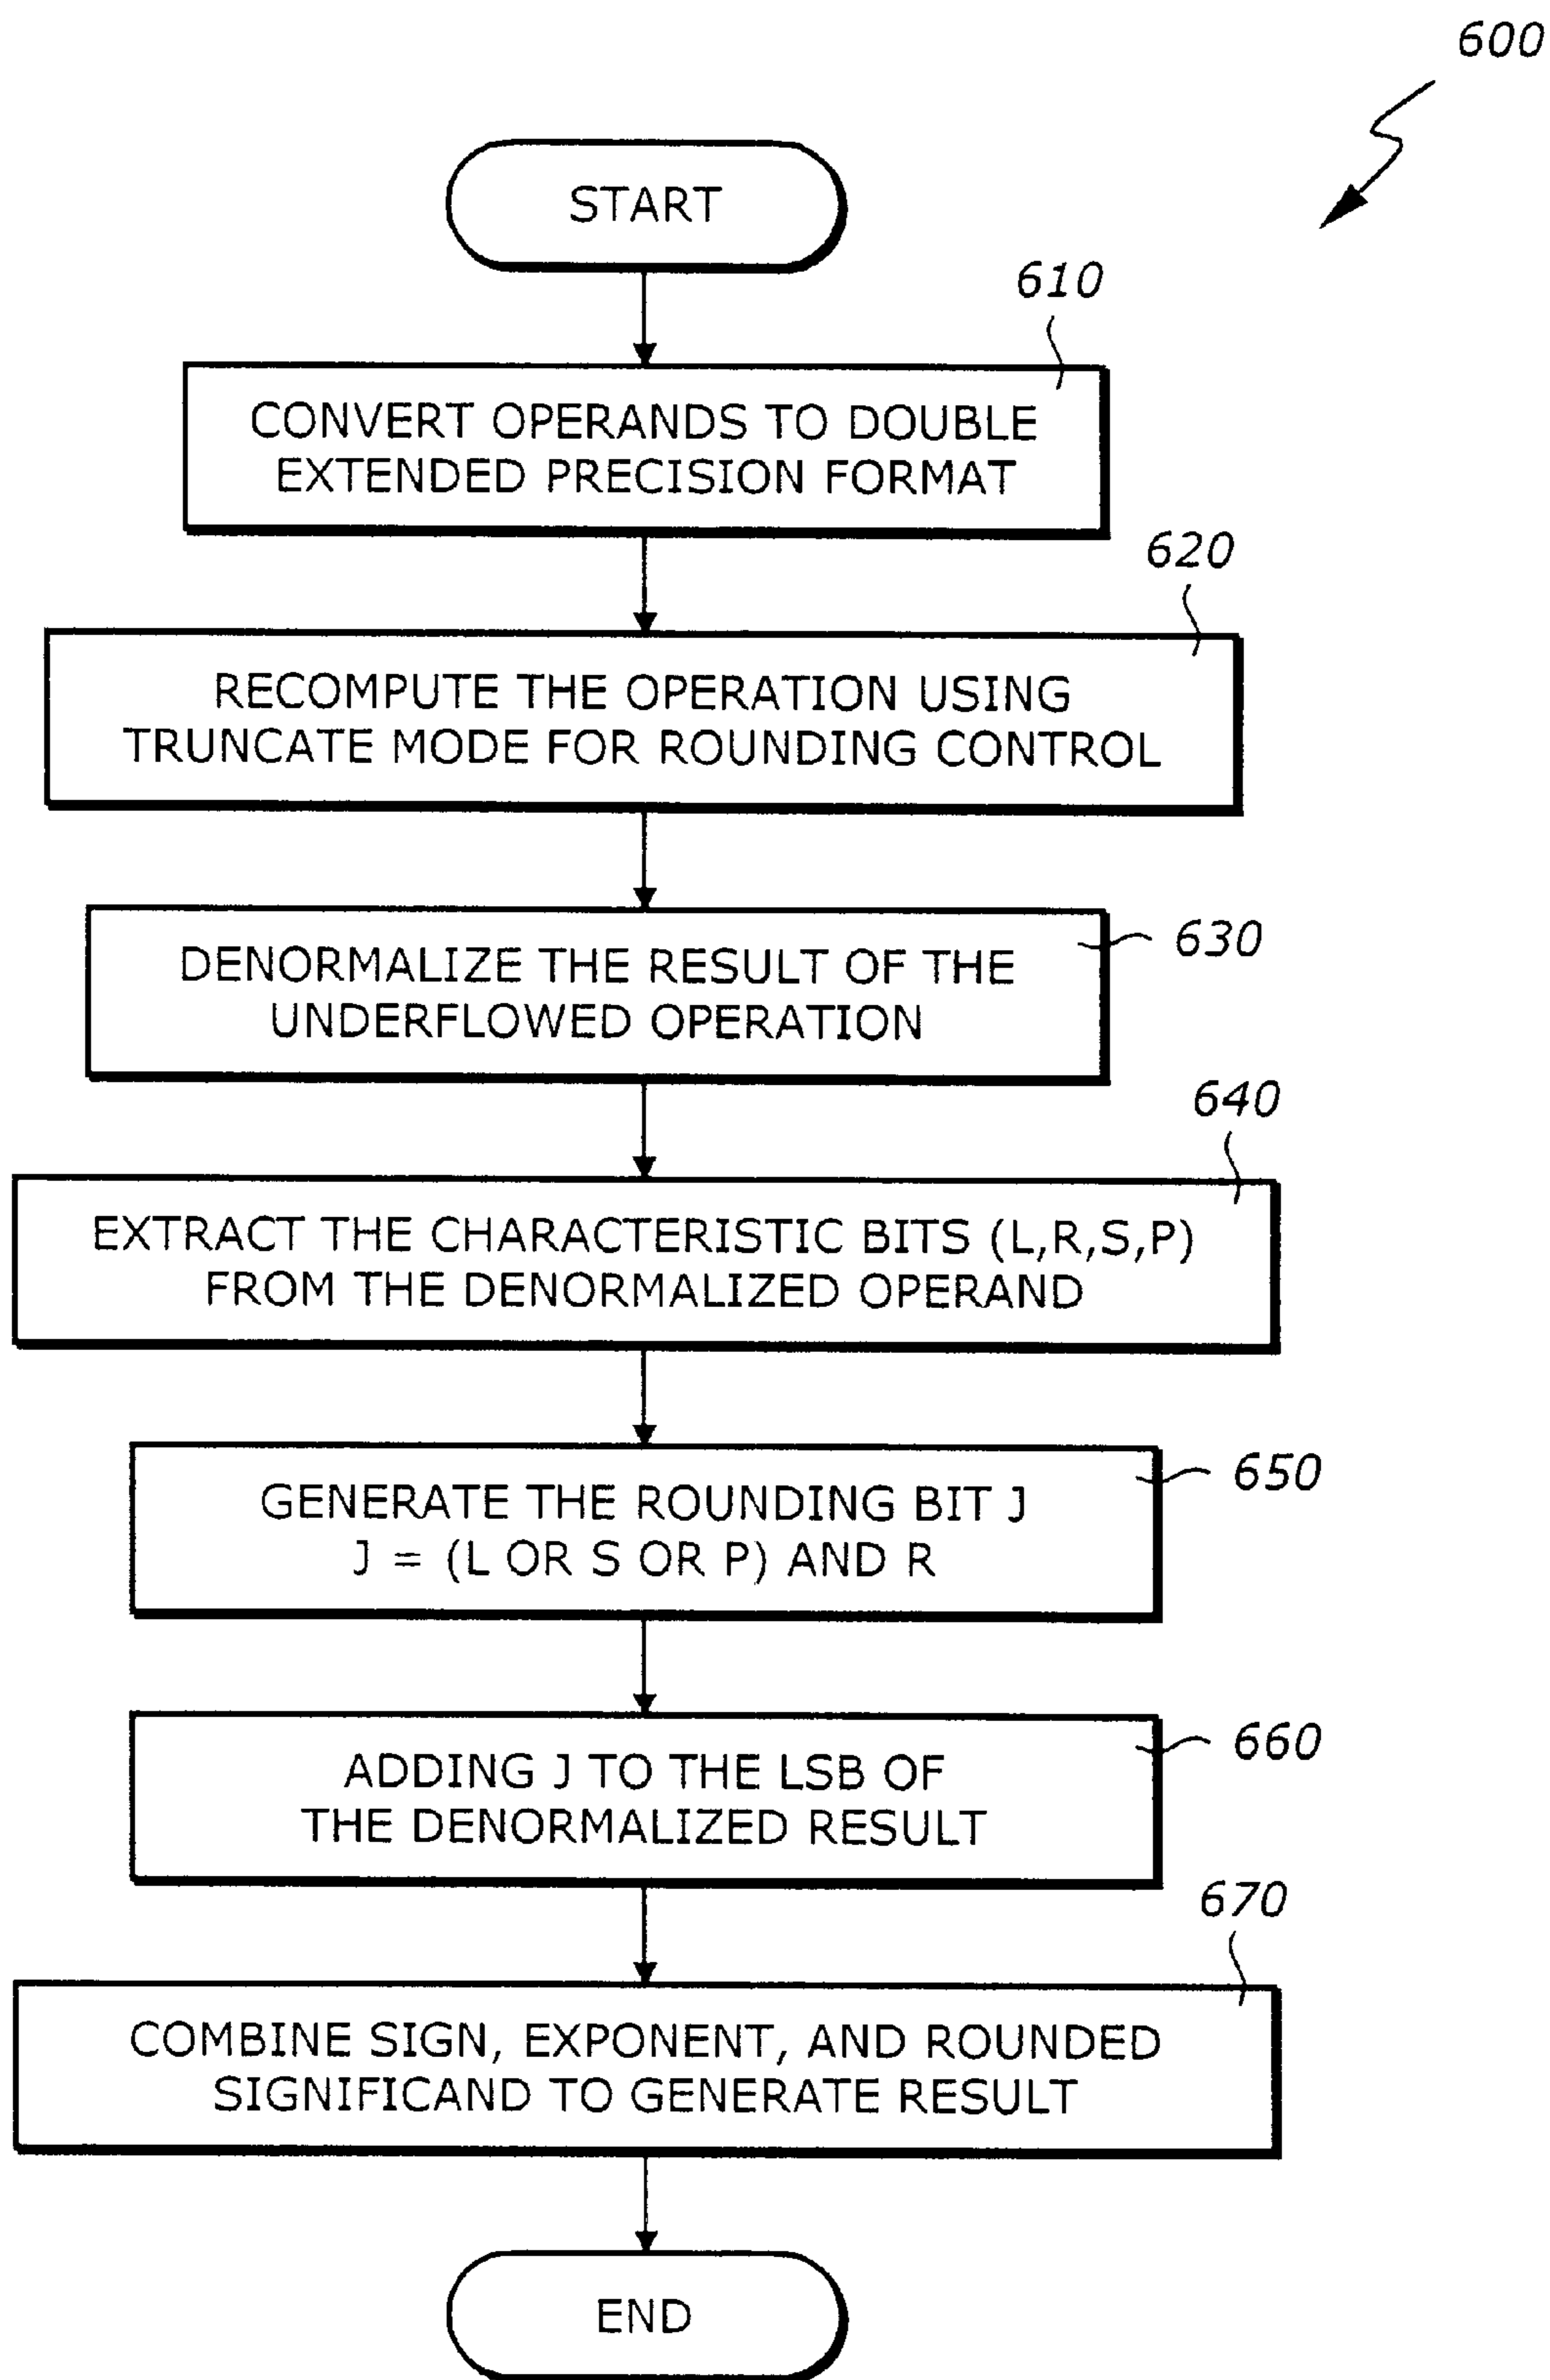 600
START
610
CONVERT OPERANDS TO DOUBLE
EXTENDED PRECISION FORMAT
620
RECOMPUTE THE OPERATION USING
TRUNCATE MODE FOR ROUNDING CONTROL
630
DENORMALIZE THE RESULT OF THE
UNDERFLOWED OPERATION
640
EXTRACT THE CHARACTERISTIC BITS (L,R,S,P)
FROM THE DENORMALIZED OPERAND
650
GENERATE THE ROUNDING BIT J
J = (L OR S OR P) AND R
660
ADDING J TO THE LSB OF
THE DENORMALIZED RESULT
670
COMBINE SIGN, EXPONENT, AND ROUNDED
SIGNIFICAND TO GENERATE RESULT
END